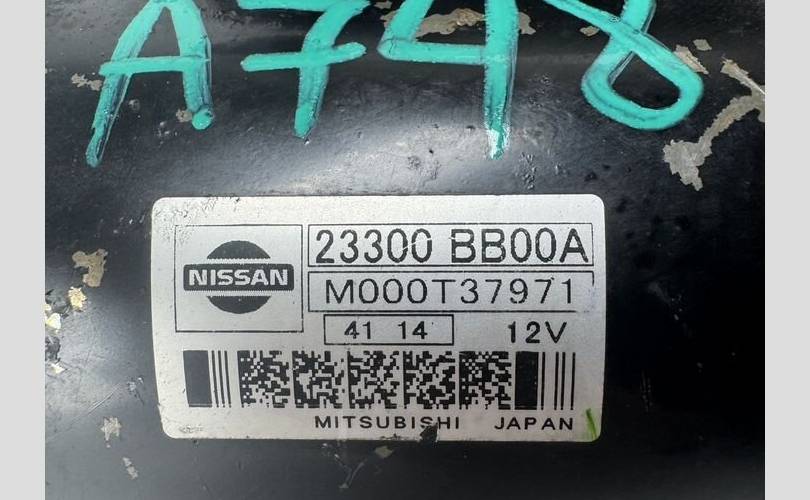 A748
NISSAN
23300 BB00A
M000T37971
41 14
12V
MITSUBISHI JAPAN